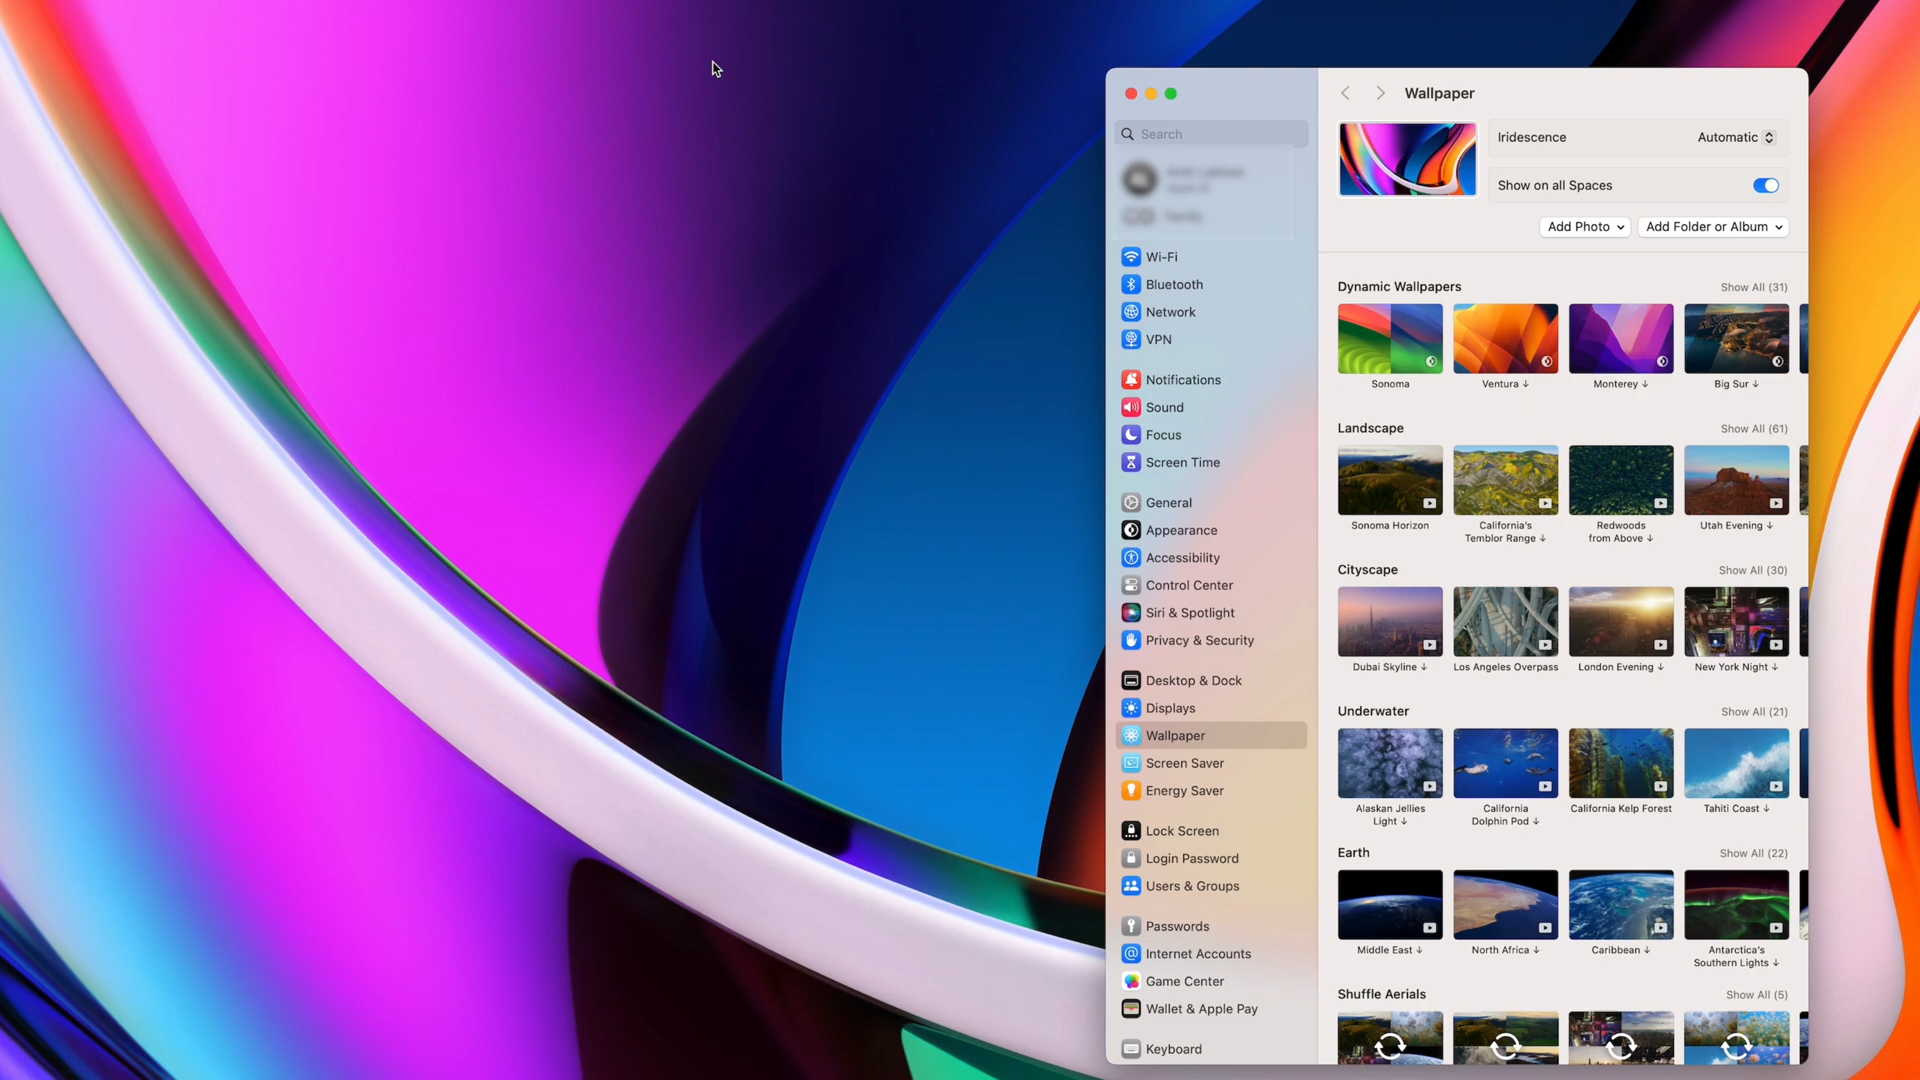 Search
Wi-Fi
Bluetooth
Network
VPN
Notifications
Sound
Focus
Screen Time
General
Appearance
Accessibility
Control Center
Siri & Spotlight
Privacy & Security
Desktop & Dock
Displays
Wallpaper
Screen Saver
Energy Saver
Lock Screen
Login Password
Users & Groups
Passwords
Internet Accounts
Game Center
Wallet & Apple Pay
Keyboard
Wallpaper
Iridescence Automatic
Show on all Spaces
Add Photo Add Folder or Album
Dynamic Wallpapers Show All (31)
Sonoma Ventura ↓ Monterey ↓ Big Sur ↓
Landscape Show All (61)
Sonoma Horizon California's Redwoods Utah Evening ↓
Temblor Range ↓ from Above ↓
Cityscape Show All (30)
Dubai Skyline ↓ Los Angeles Overpass London Evening ↓ New York Night ↓
Underwater Show All (21)
Alaskan Jellies California California Kelp Forest Tahiti Coast ↓
Light ↓ Dolphin Pod ↓
Earth Show All (22)
Middle East ↓ North Africa ↓ Caribbean ↓ Antarctica's
Southern Lights ↓
Shuffle Aerials Show All (5)